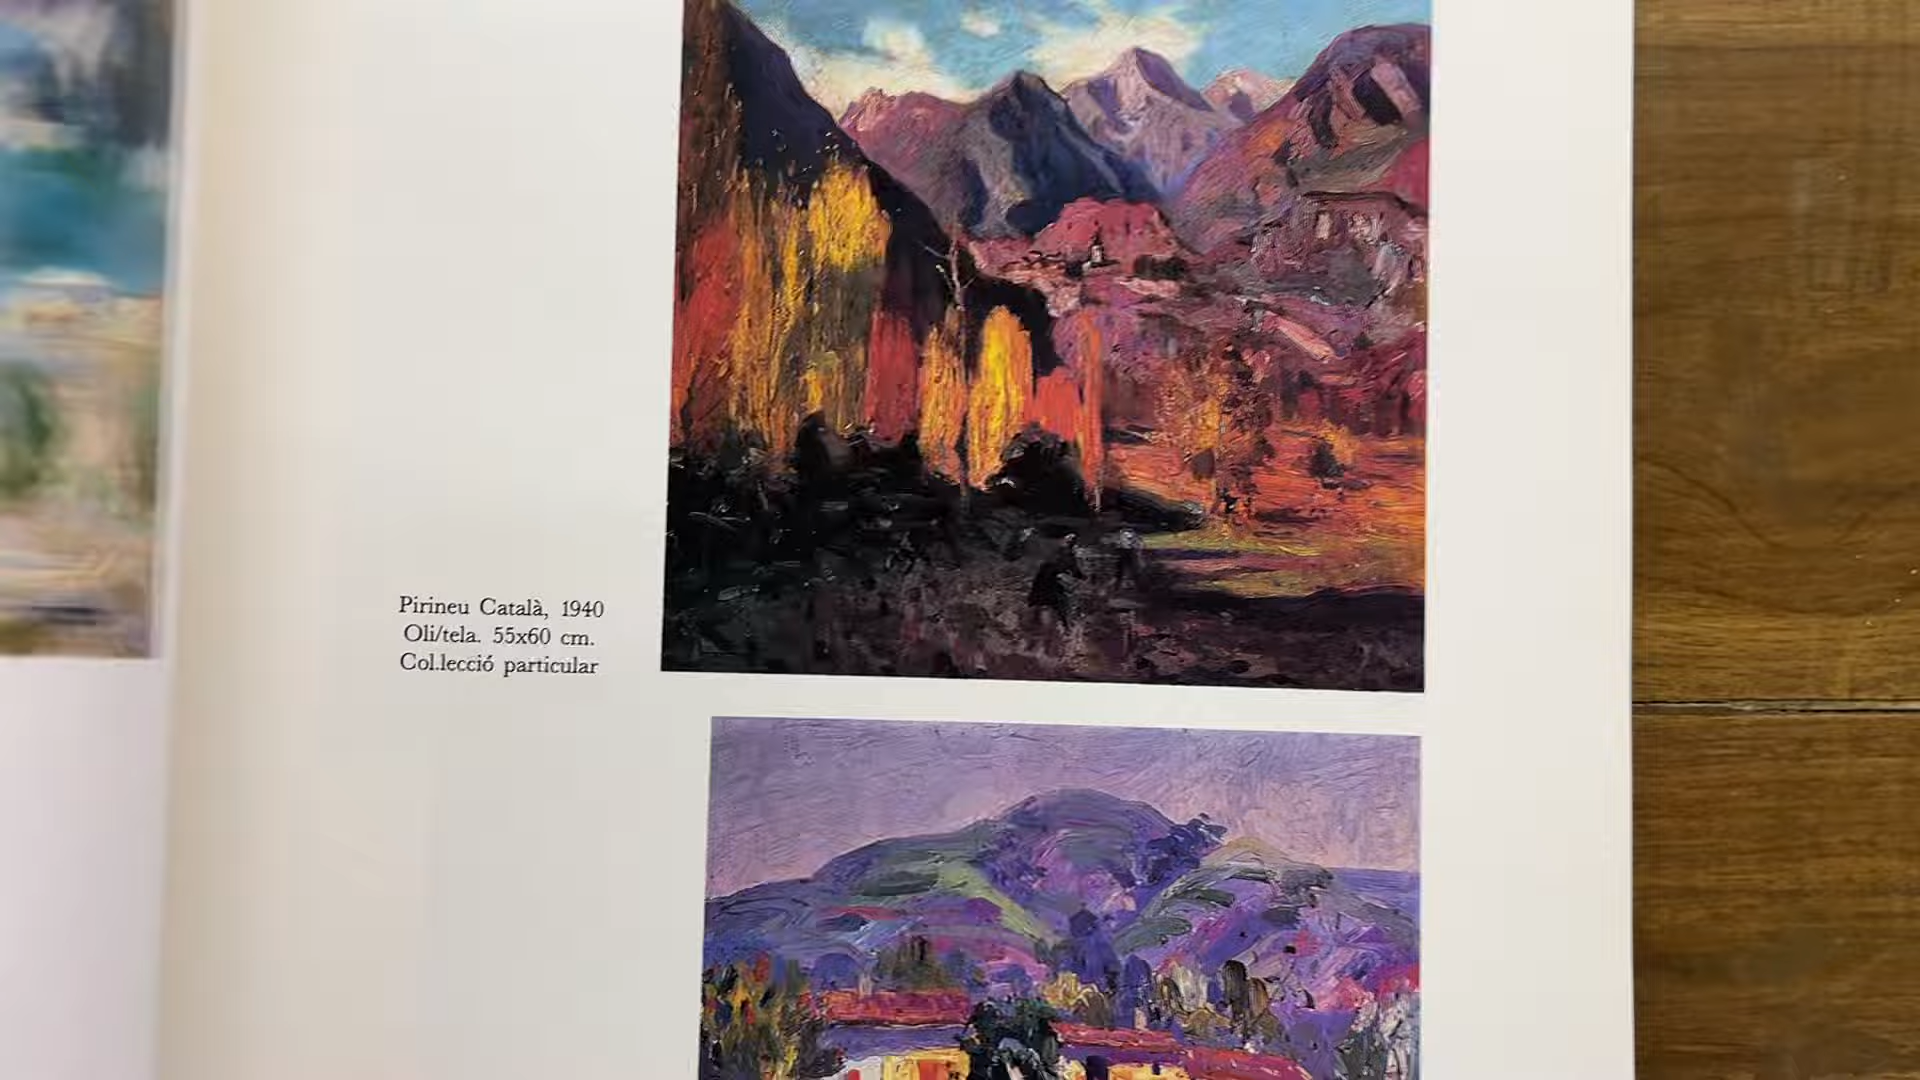 Pirineu Català, 1940
Oli/tela. 55x60 cm.
Col.lecció particular